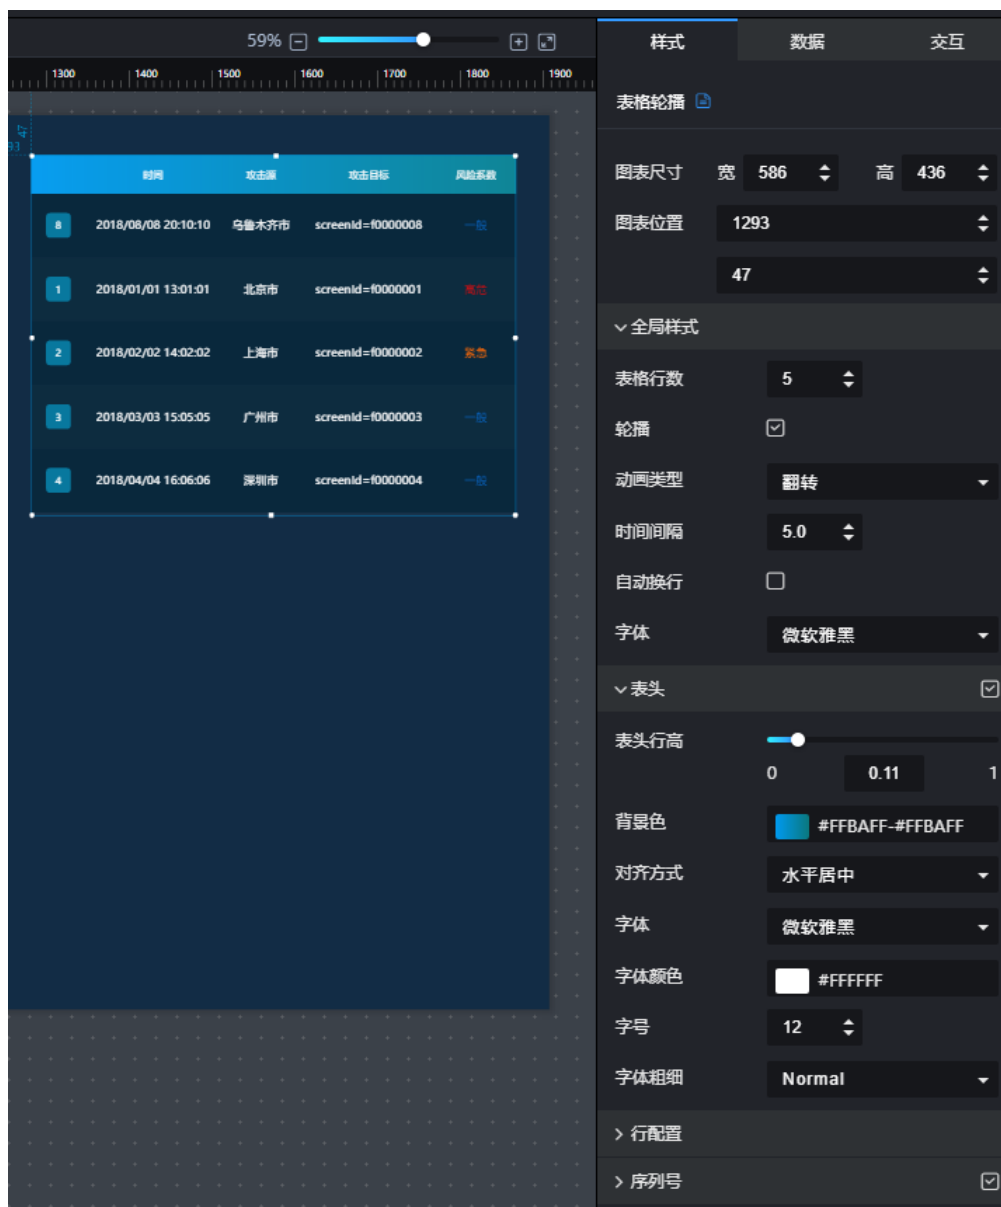 59%
样式 数据 交互
1300 1400 1500 1600 1700 1800 1900
表格轮播
47
93
时间 攻击源 攻击目标 风险系数
图表尺寸 宽 586 高 436
8 2018/08/08 20:10:10 乌鲁木齐市 screenId=f0000008 一般
图表位置 1293
47
1 2018/01/01 13:01:01 北京市 screenId=f0000001 高危
全局样式
2 2018/02/02 14:02:02 上海市 screenId=f0000002 紧急
表格行数 5
3 2018/03/03 15:05:05 广州市 screenId=f0000003 一般
轮播
4 2018/04/04 16:06:06 深圳市 screenId=f0000004 一般
动画类型 翻转
时间间隔 5.0
自动换行
字体 微软雅黑
表头
表头行高
0 0.11 1
背景色 #FFBAFF-#FFBAFF
对齐方式 水平居中
字体 微软雅黑
字体颜色 #FFFFFF
字号 12
字体粗细 Normal
行配置
序列号